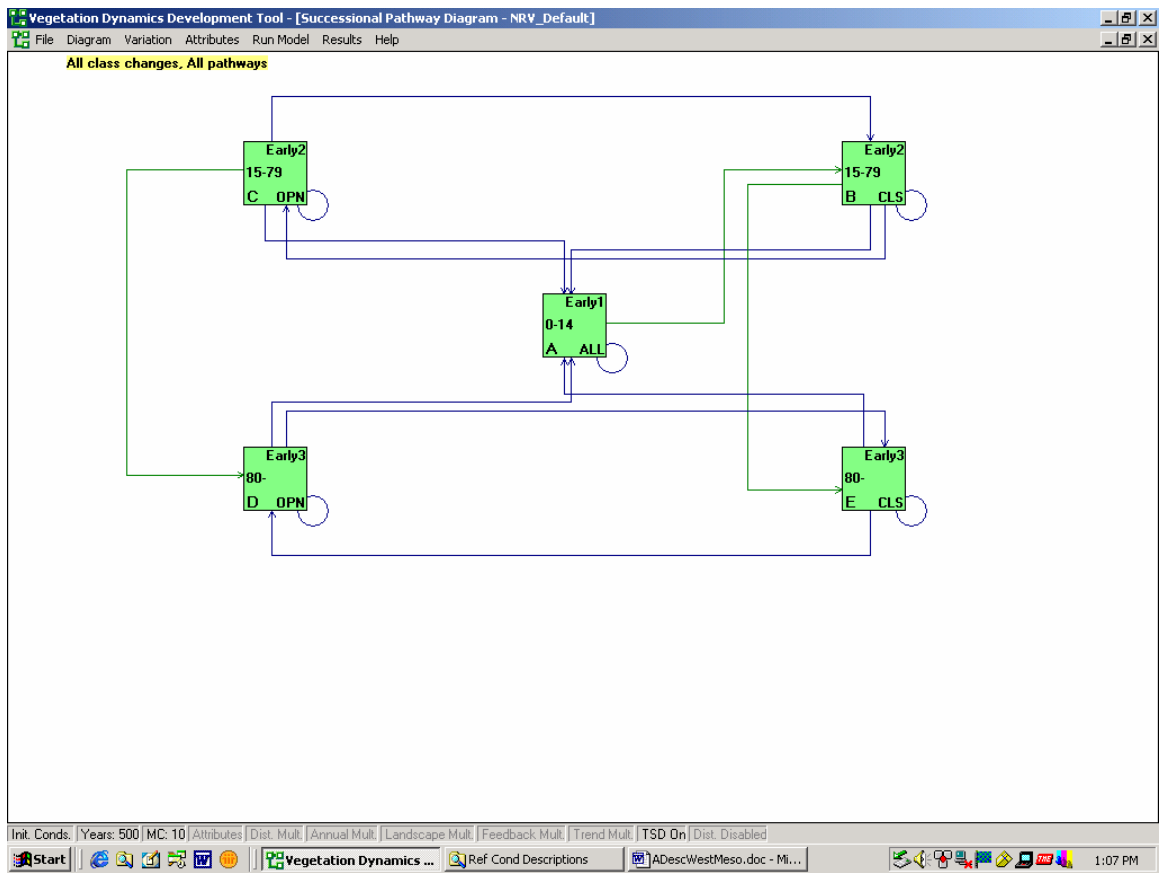 Vegetation Dynamics Development Tool - [Successional Pathway Diagram - NRV_Default]
File Diagram Variation Attributes Run Model Results Help
All class changes, All pathways
Early2
15-79
C OPN
Early2
15-79
B CLS
Early1
0-14
A ALL
Early3
80-
D OPN
Early3
80-
E CLS
Init. Conds. Years: 500 MC: 10 Attributes Dist. Mult. Annual Mult. Landscape Mult. Feedback Mult. Trend Mult. TSD On Dist. Disabled
Start Vegetation Dynamics ... Ref Cond Descriptions ADescWestMeso.doc - Mi... 1:07 PM